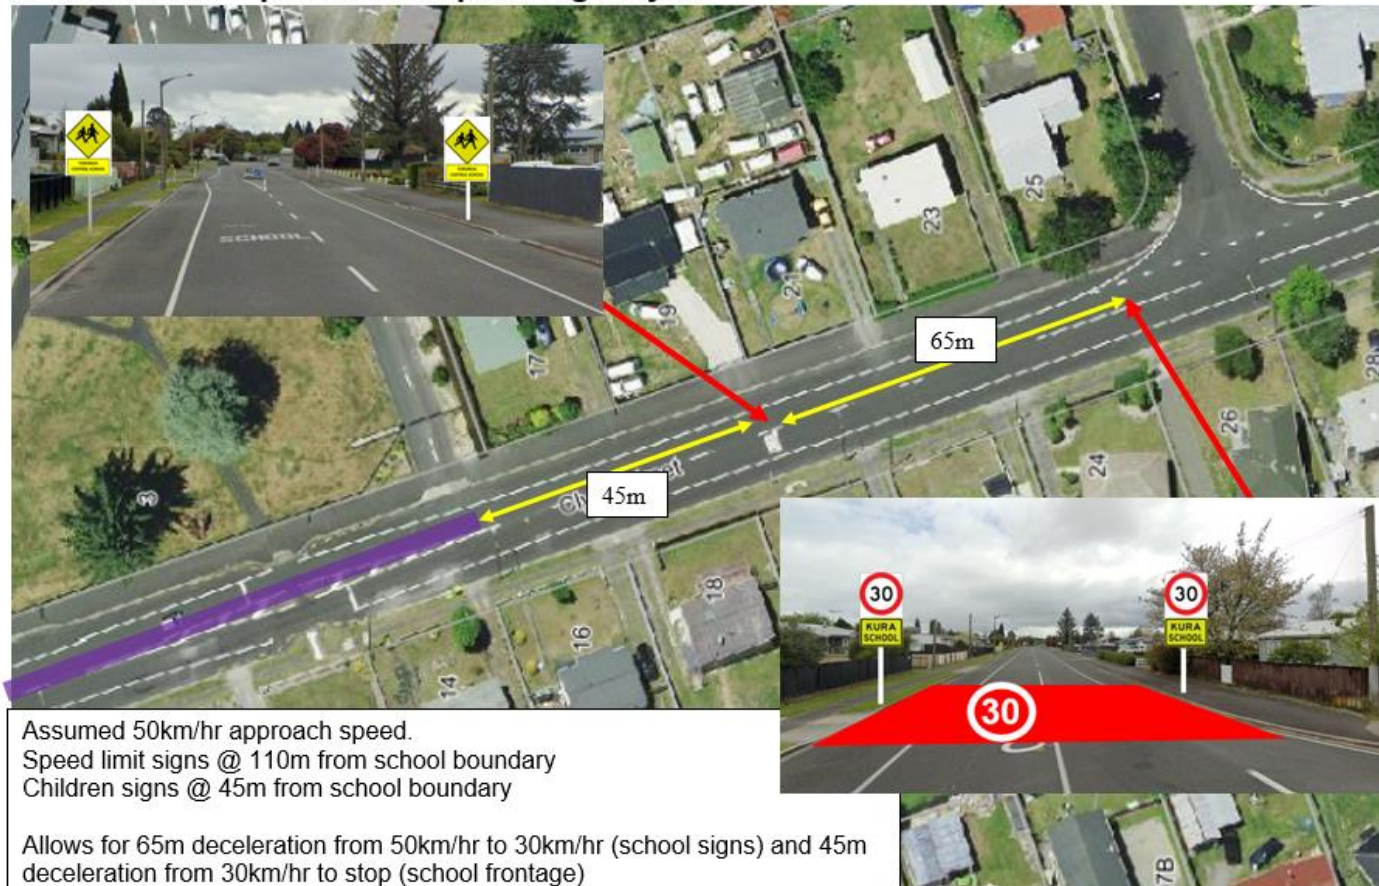 SCHOOL
65m
45m
19
21
23
25
17
28
26
24
18
16
14
7B
30
KURA
SCHOOL
30
KURA
SCHOOL
30
Assumed 50km/hr approach speed.
Speed limit signs @ 110m from school boundary
Children signs @ 45m from school boundary
Allows for 65m deceleration from 50km/hr to 30km/hr (school signs) and 45m
deceleration from 30km/hr to stop (school frontage)